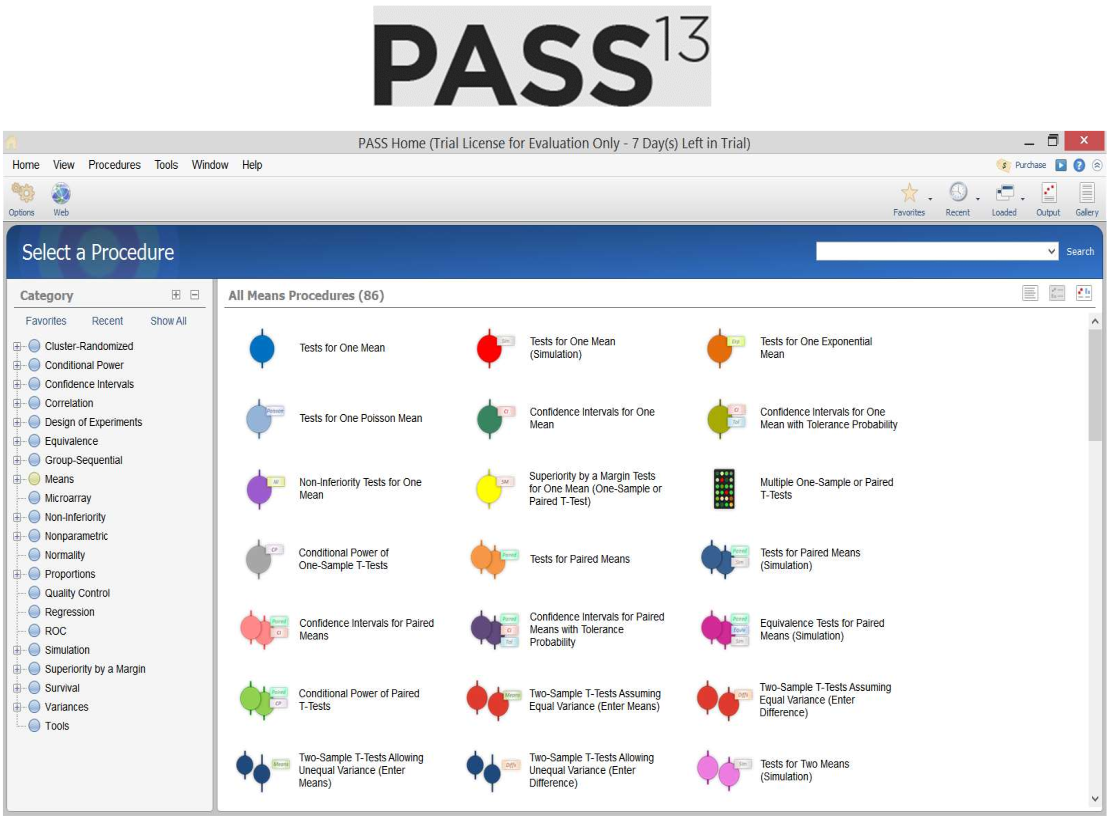 PASS 13
PASS Home (Trial License for Evaluation Only - 7 Day(s) Left in Trial)
Home View Procedures Tools Window Help
Purchase
Options Web Favorites Recent Loaded Output Gallery
Select a Procedure
Search
Category
Favorites Recent Show All
Cluster-Randomized
Conditional Power
Confidence Intervals
Correlation
Design of Experiments
Equivalence
Group-Sequential
Means
Microarray
Non-Inferiority
Nonparametric
Normality
Proportions
Quality Control
Regression
ROC
Simulation
Superiority by a Margin
Survival
Variances
Tools
All Means Procedures (86)
Tests for One Mean
Tests for One Mean
(Simulation)
Tests for One Exponential
Mean
Tests for One Poisson Mean
Confidence Intervals for One
Mean
Confidence Intervals for One
Mean with Tolerance Probability
Non-Inferiority Tests for One
Mean
Superiority by a Margin Tests
for One Mean (One-Sample or
Paired T-Test)
Multiple One-Sample or Paired
T-Tests
Conditional Power of
One-Sample T-Tests
Tests for Paired Means
Tests for Paired Means
(Simulation)
Confidence Intervals for Paired
Means
Confidence Intervals for Paired
Means with Tolerance
Probability
Equivalence Tests for Paired
Means (Simulation)
Conditional Power of Paired
T-Tests
Two-Sample T-Tests Assuming
Equal Variance (Enter Means)
Two-Sample T-Tests Assuming
Equal Variance (Enter
Difference)
Two-Sample T-Tests Allowing
Unequal Variance (Enter
Means)
Two-Sample T-Tests Allowing
Unequal Variance (Enter
Difference)
Tests for Two Means
(Simulation)